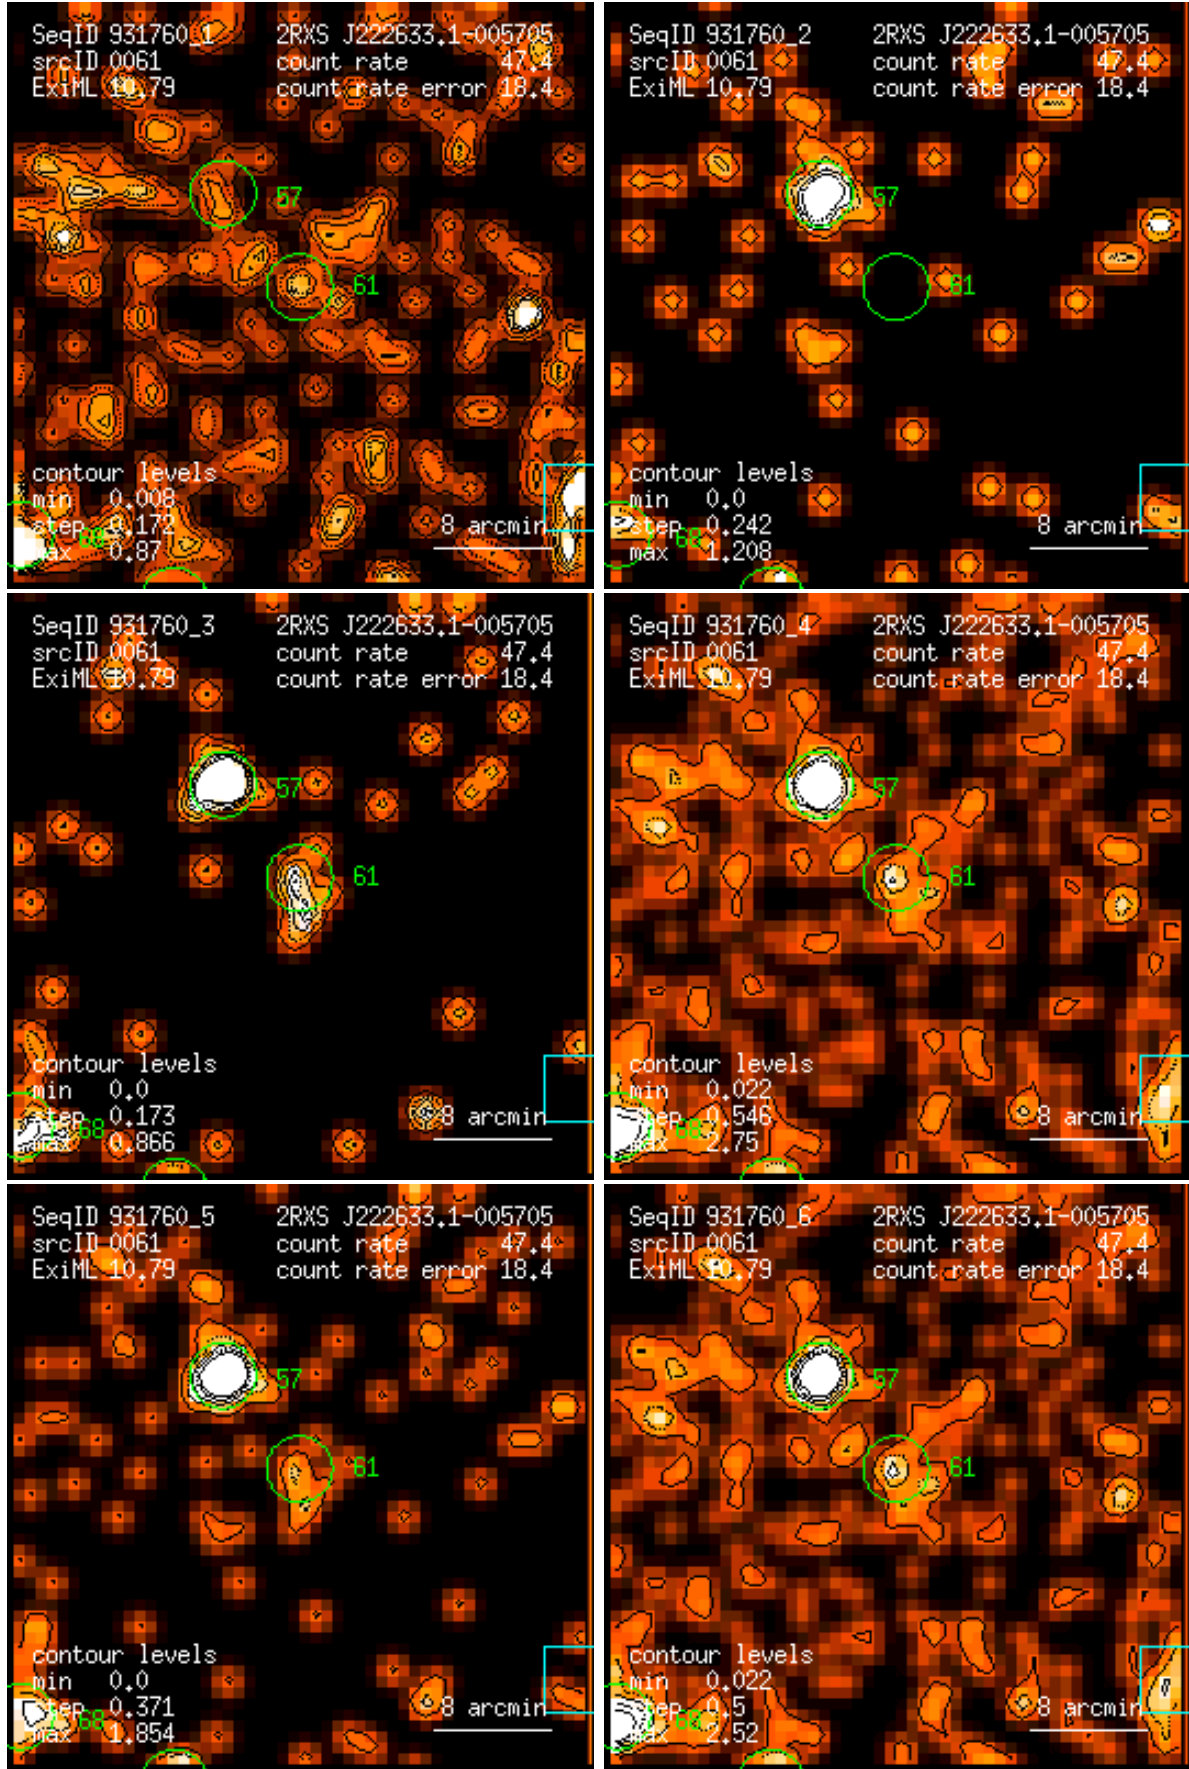 SeqID 931760_1 2RXS J222633.1-005705
srcID 0061 count rate 47.4
ExiML 10.79 count rate error 18.4
57
61
contour levels
min 0.008
step 0.172
68
max 0.87
8 arcmin
SeqID 931760_2 2RXS J222633.1-005705
srcID 0061 count rate 47.4
ExiML 10.79 count rate error 18.4
57
61
contour levels
min 0.0
step 0.242
68
max 1.208
8 arcmin
SeqID 931760_3 2RXS J222633.1-005705
srcID 0061 count rate 47.4
ExiML 10.79 count rate error 18.4
57
61
contour levels
min 0.0
step 0.173
68
max 0.866
8 arcmin
SeqID 931760_4 2RXS J222633.1-005705
srcID 0061 count rate 47.4
ExiML 10.79 count rate error 18.4
57
61
contour levels
min 0.022
step 0.546
68
max 2.75
8 arcmin
SeqID 931760_5 2RXS J222633.1-005705
srcID 0061 count rate 47.4
ExiML 10.79 count rate error 18.4
57
61
contour levels
min 0.0
step 0.371
68
max 1.854
8 arcmin
SeqID 931760_6 2RXS J222633.1-005705
srcID 0061 count rate 47.4
ExiML 10.79 count rate error 18.4
57
61
contour levels
min 0.022
step 0.5
68
max 2.52
8 arcmin